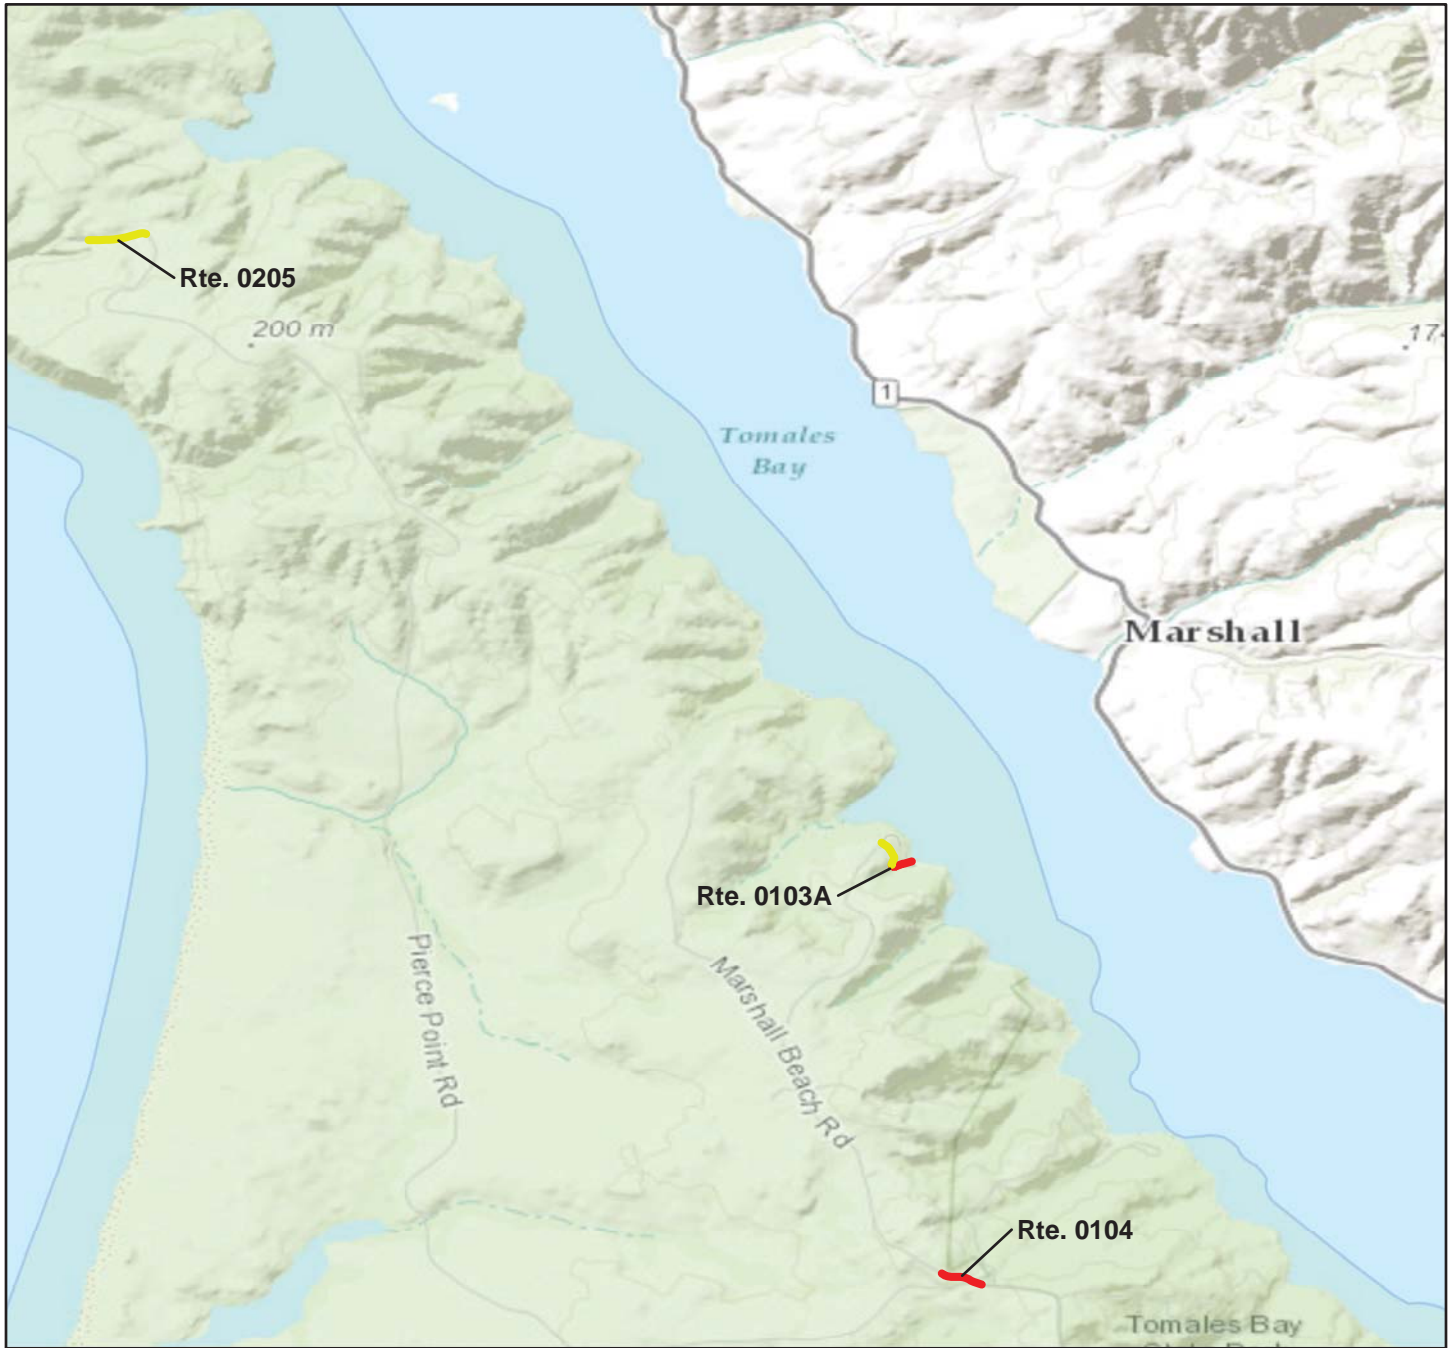 Rte. 0205
200 m
1
174
Tomales
Bay
Marshall
Rte. 0103A
Pierce Point Rd
Marshall Beach Rd
Rte. 0104
Tomales Bay